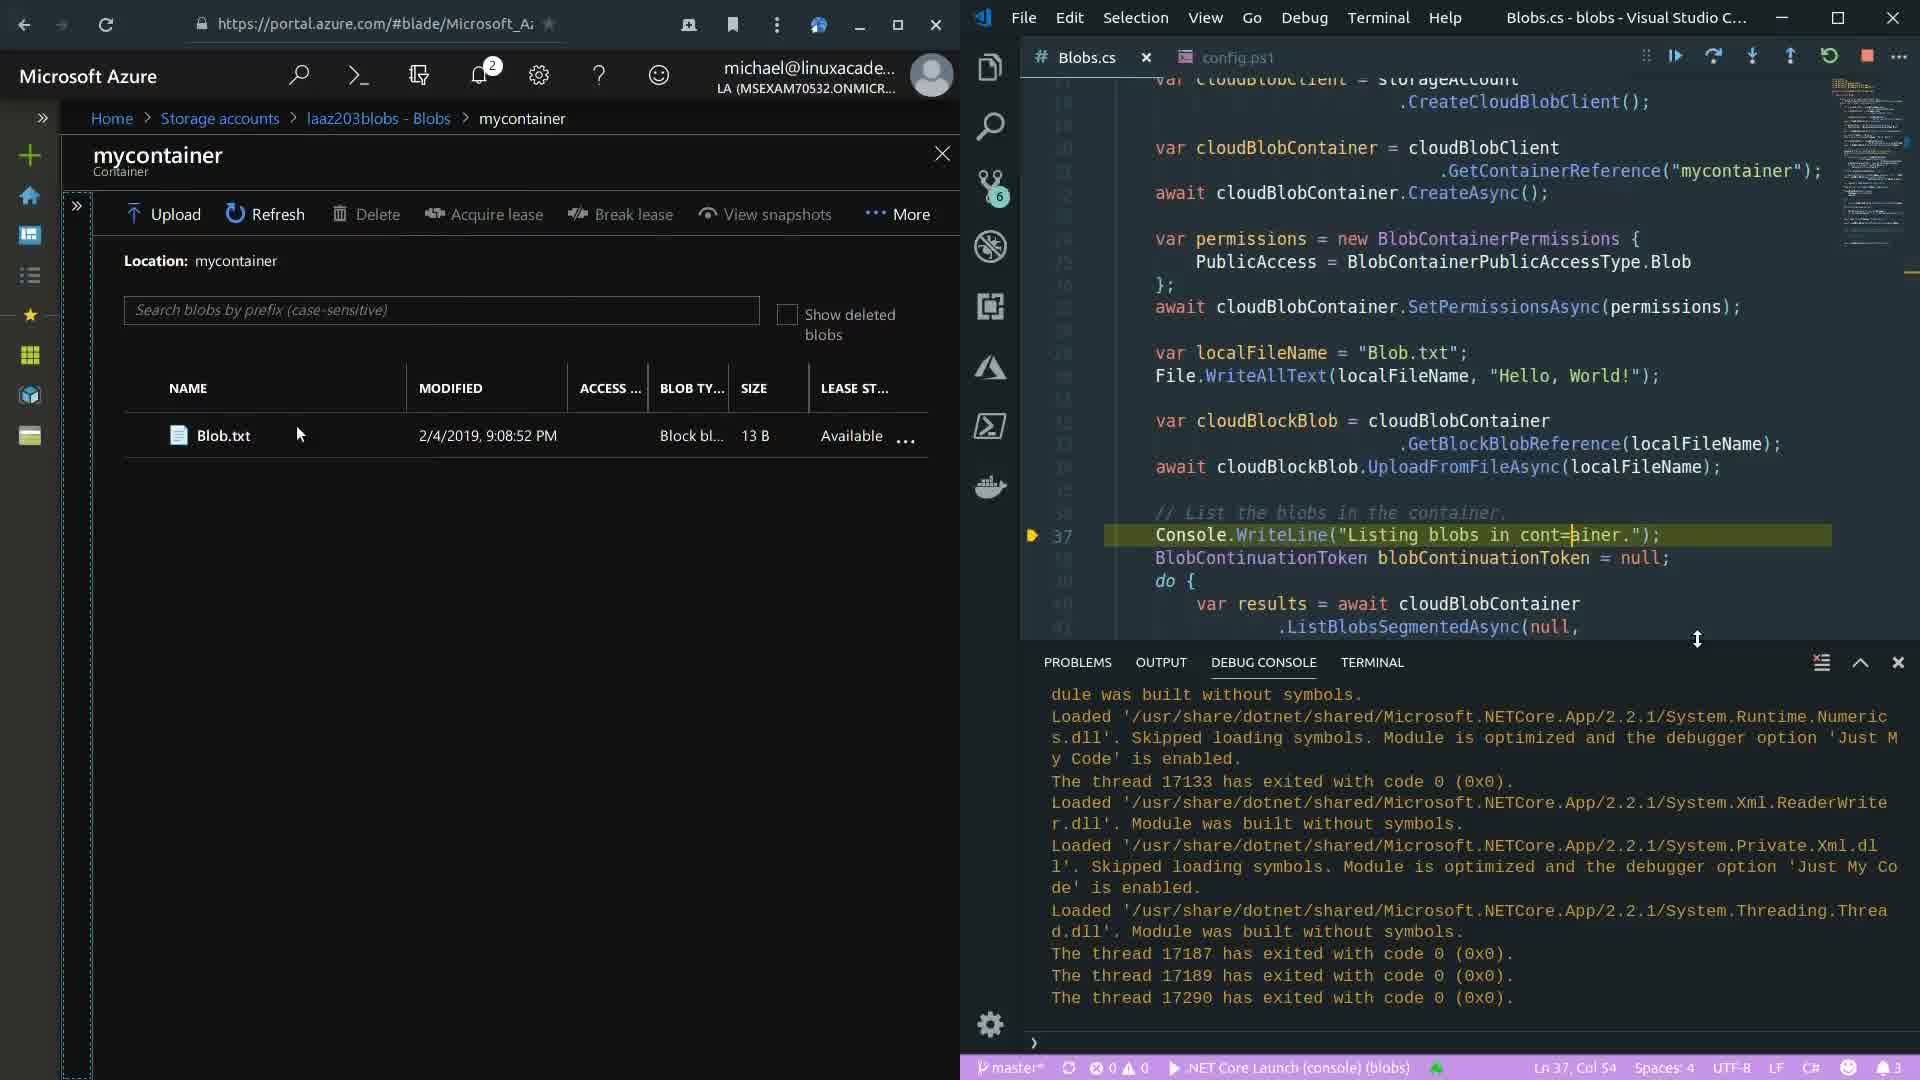 https://portal.azure.com/#blade/Microsoft_Az
Microsoft Azure
2
michael@linuxacade...
LA (MSEXAM70532.ONMICR...
Home > Storage accounts > laaz203blobs - Blobs > mycontainer
mycontainer
Container
Upload Refresh Delete Acquire lease Break lease View snapshots ... More
Location: mycontainer
Search blobs by prefix (case-sensitive)
Show deleted
blobs
NAME MODIFIED ACCESS ... BLOB TY... SIZE LEASE ST...
Blob.txt 2/4/2019, 9:08:52 PM Block bl... 13 B Available ...
File Edit Selection View Go Debug Terminal Help Blobs.cs - blobs - Visual Studio C...
# Blobs.cs config.ps1
6
var cloudBlobClient = storageAccount
.CreateCloudBlobClient();
var cloudBlobContainer = cloudBlobClient
.GetContainerReference("mycontainer");
await cloudBlobContainer.CreateAsync();
var permissions = new BlobContainerPermissions {
PublicAccess = BlobContainerPublicAccessType.Blob
};
await cloudBlobContainer.SetPermissionsAsync(permissions);
var localFileName = "Blob.txt";
File.WriteAllText(localFileName, "Hello, World!");
var cloudBlockBlob = cloudBlobContainer
.GetBlockBlobReference(localFileName);
await cloudBlockBlob.UploadFromFileAsync(localFileName);
// List the blobs in the container.
37 Console.WriteLine("Listing blobs in cont=ainer.");
BlobContinuationToken blobContinuationToken = null;
do {
var results = await cloudBlobContainer
.ListBlobsSegmentedAsync(null,
PROBLEMS OUTPUT DEBUG CONSOLE TERMINAL
dule was built without symbols.
Loaded '/usr/share/dotnet/shared/Microsoft.NETCore.App/2.2.1/System.Runtime.Numeric
s.dll'. Skipped loading symbols. Module is optimized and the debugger option 'Just M
y Code' is enabled.
The thread 17133 has exited with code 0 (0x0).
Loaded '/usr/share/dotnet/shared/Microsoft.NETCore.App/2.2.1/System.Xml.ReaderWrite
r.dll'. Module was built without symbols.
Loaded '/usr/share/dotnet/shared/Microsoft.NETCore.App/2.2.1/System.Private.Xml.dl
l'. Skipped loading symbols. Module is optimized and the debugger option 'Just My Co
de' is enabled.
Loaded '/usr/share/dotnet/shared/Microsoft.NETCore.App/2.2.1/System.Threading.Threa
d.dll'. Module was built without symbols.
The thread 17187 has exited with code 0 (0x0).
The thread 17189 has exited with code 0 (0x0).
The thread 17290 has exited with code 0 (0x0).
master* 0 0 .NET Core Launch (console) (blobs) Ln 37, Col 54 Spaces: 4 UTF-8 LF C# 3